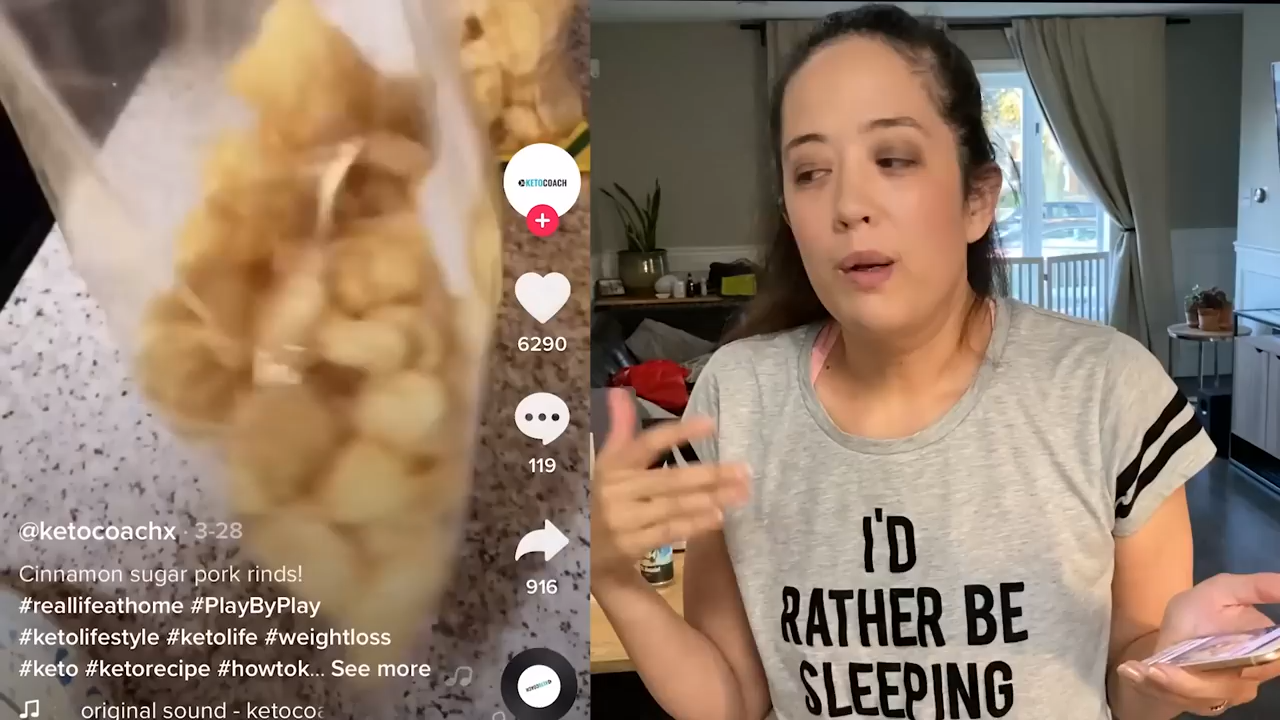 KETOCOACH
6290
119
916
@ketocoachx · 3-28
Cinnamon sugar pork rinds!
#reallifeathome #PlayByPlay
#ketolifestyle #ketolife #weightloss
#keto #ketorecipe #howtok... See more
original sound - ketoco
I'D
RATHER BE
SLEEPING